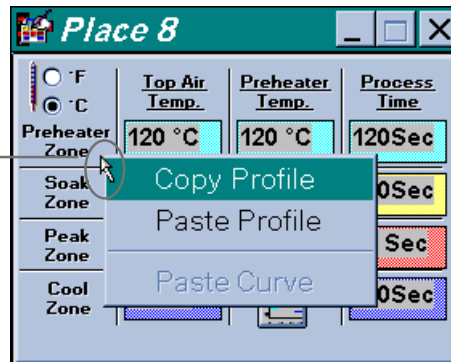 Place 8
°F
°C
Top Air Temp.
Preheater Temp.
Process Time
Preheater Zone
120 °C
120 °C
120Sec
Soak Zone
0Sec
Peak Zone
Sec
Cool Zone
0Sec
Copy Profile
Paste Profile
Paste Curve